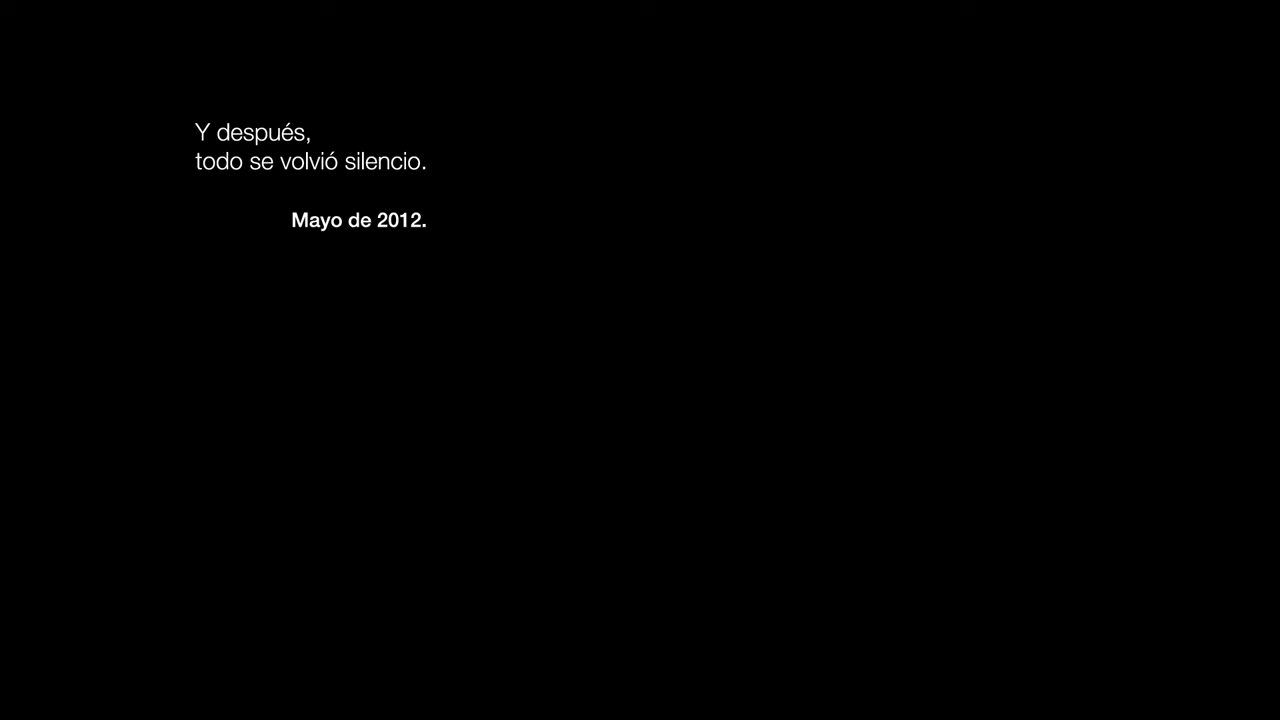 Y después,
todo se volvió silencio.
Mayo de 2012.